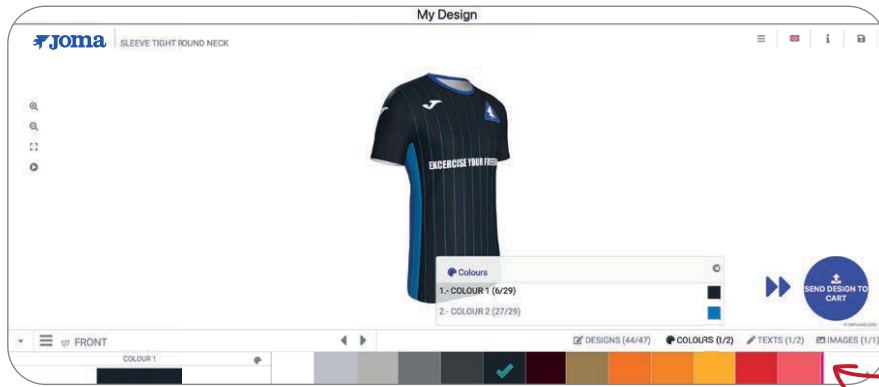 My Design
Joma
SLEEVE TIGHT ROUND NECK
EXCERCISE YOUR
Colours
1.- COLOUR 1 (6/29)
2.- COLOUR 2 (27/29)
SEND DESIGN TO
CART
1/7 FRONT
DESIGNS (44/47)
COLOURS (1/2)
TEXTS (1/2)
IMAGES (1/1)
COLOUR 1